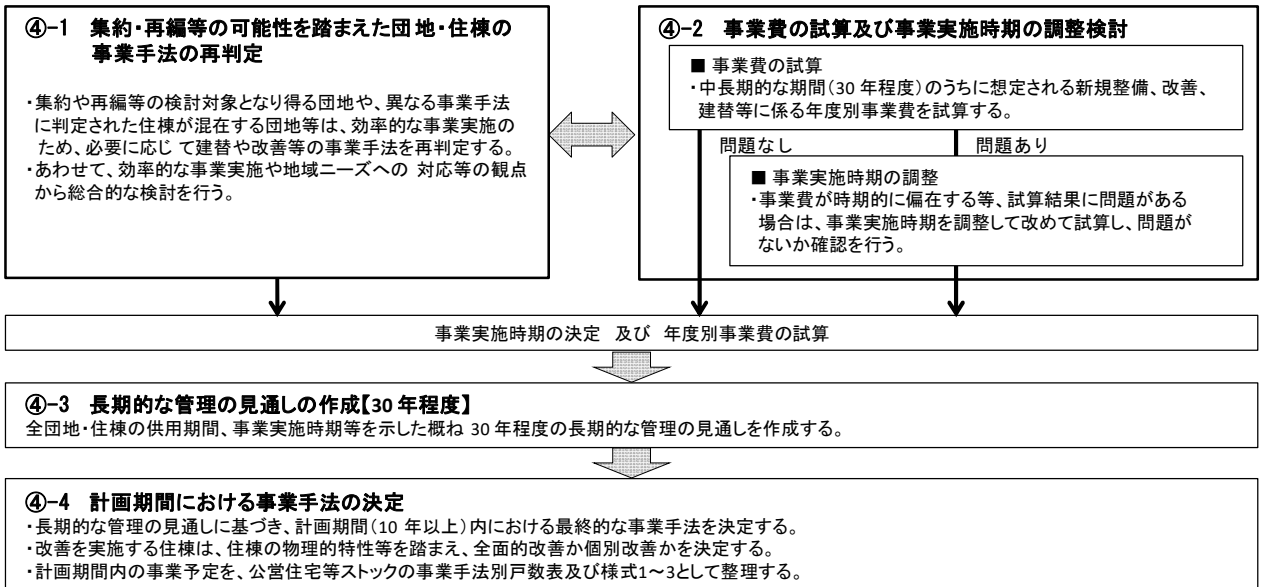 ④-1 集約・再編等の可能性を踏まえた団地・住棟の
事業手法の再判定
・集約や再編等の検討対象となり得る団地や、異なる事業手法
に判定された住棟が混在する団地等は、効率的な事業実施の
ため、必要に応じて建替や改善等の事業手法を再判定する。
・あわせて、効率的な事業実施や地域ニーズへの 対応等の観点
から総合的な検討を行う。
④-2 事業費の試算及び事業実施時期の調整検討
■ 事業費の試算
・中長期的な期間(30 年程度)のうちに想定される新規整備、改善、
建替等に係る年度別事業費を試算する。
問題なし 問題あり
■ 事業実施時期の調整
・事業費が時期的に偏在する等、試算結果に問題がある
場合は、事業実施時期を調整して改めて試算し、問題が
ないか確認を行う。
事業実施時期の決定 及び 年度別事業費の試算
④-3 長期的な管理の見通しの作成【30 年程度】
全団地・住棟の供用期間、事業実施時期等を示した概ね 30 年程度の長期的な管理の見通しを作成する。
④-4 計画期間における事業手法の決定
・長期的な管理の見通しに基づき、計画期間(10 年以上)内における最終的な事業手法を決定する。
・改善を実施する住棟は、住棟の物理的特性等を踏まえ、全面的改善か個別改善かを決定する。
・計画期間内の事業予定を、公営住宅等ストックの事業手法別戸数表及び様式1~3として整理する。